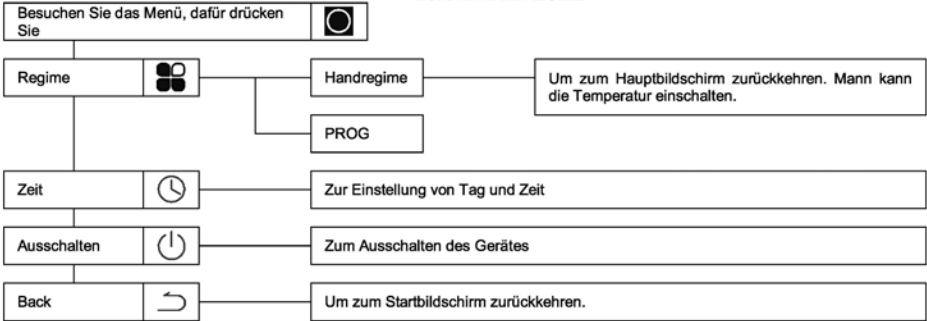 Besuchen Sie das Menü, dafür drücken
Sie
Regime
Handregime
Um zum Hauptbildschirm zurückkehren. Mann kann
die Temperatur einschalten.
PROG
Zeit
Zur Einstellung von Tag und Zeit
Ausschalten
Zum Ausschalten des Gerätes
Back
Um zum Startbildschirm zurückkehren.